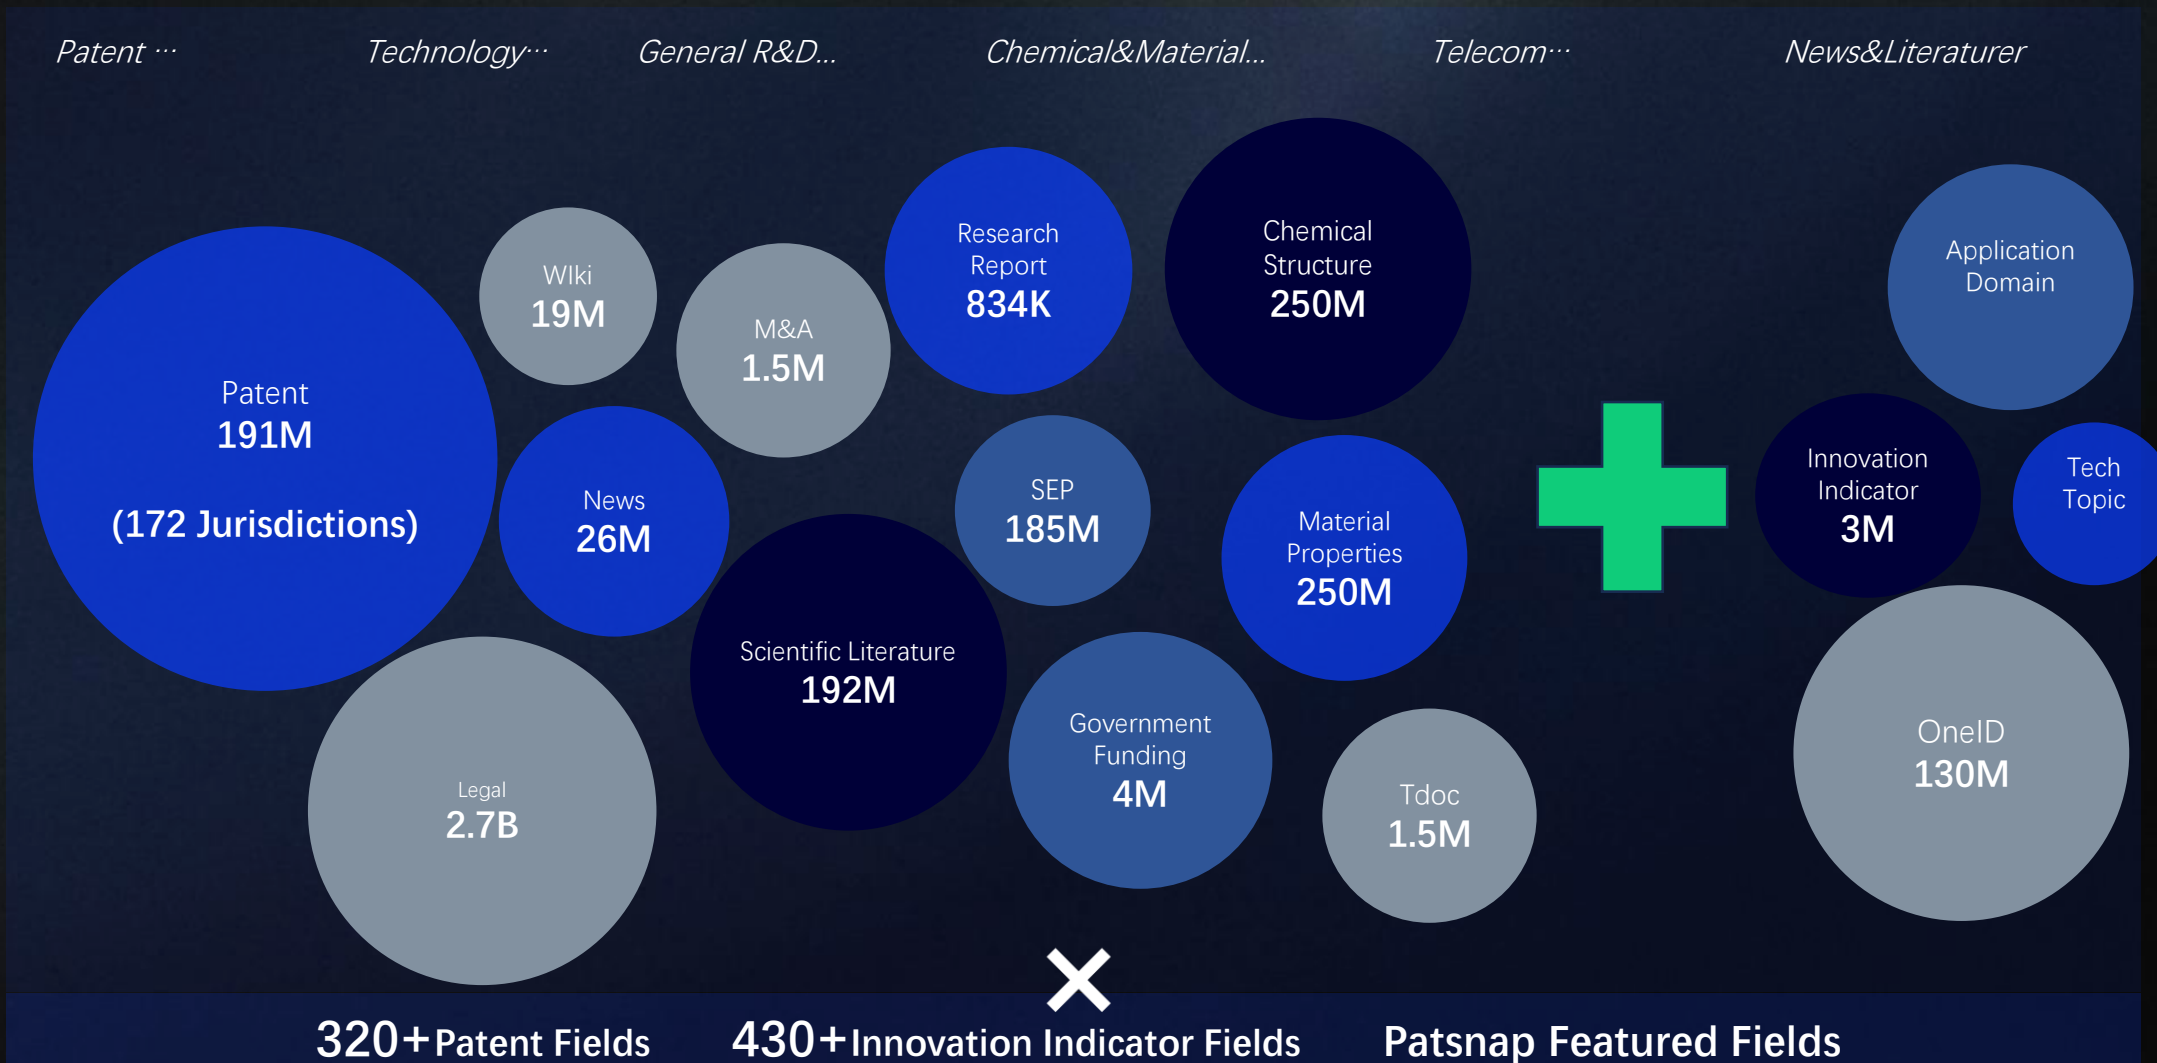 Patent ...
Technology...
General R&D...
Chemical&Material...
Telecom...
News&Literaturer
Patent
191M
(172 Jurisdictions)
WIki
19M
M&A
1.5M
Research
Report
834K
Chemical
Structure
250M
Application
Domain
News
26M
SEP
185M
Material
Properties
250M
Innovation
Indicator
3M
Tech
Topic
Scientific Literature
192M
Legal
2.7B
Government
Funding
4M
Tdoc
1.5M
OneID
130M
320+Patent Fields
430+Innovation Indicator Fields
Patsnap Featured Fields